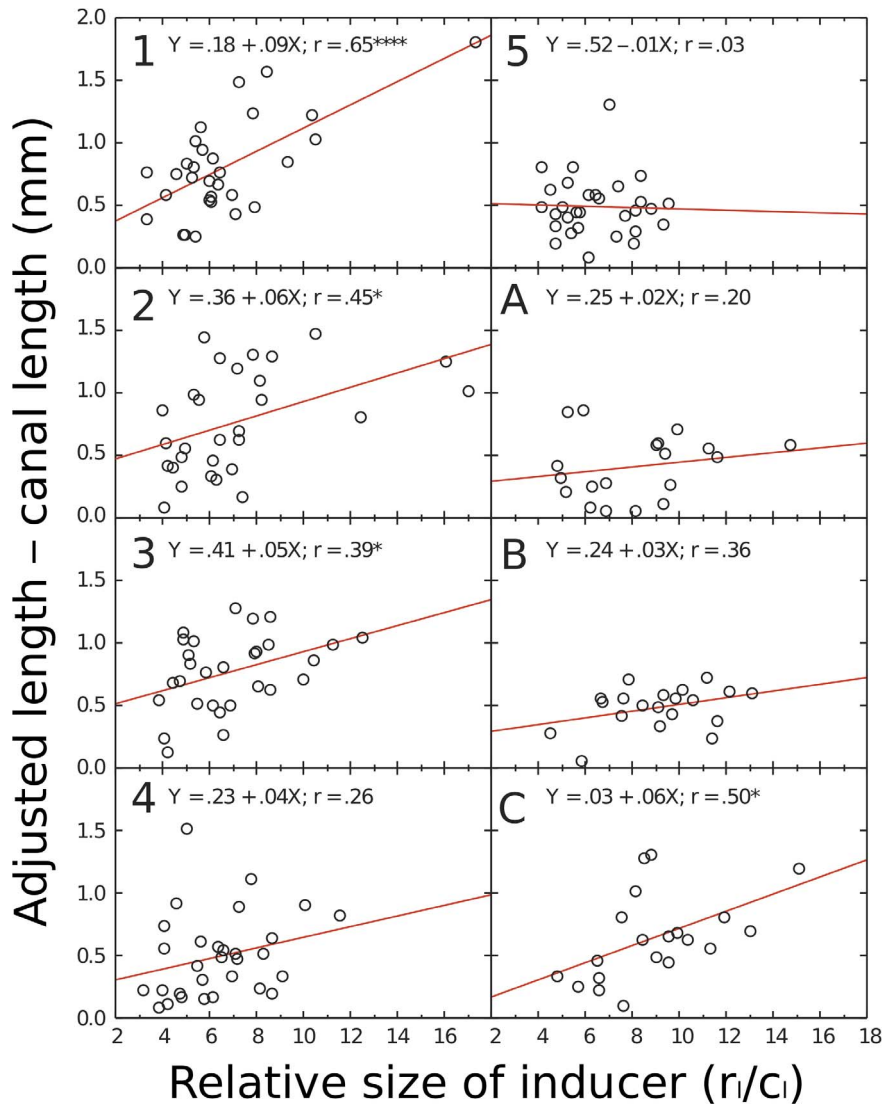 Adjusted length – canal length (mm)
2.0
1.5
1.0
0.5
0.0
1
Y = .18 +.09X; r = .65****
5
Y = .52 –.01X; r = .03
1.5
1.0
0.5
0.0
2
Y = .36 +.06X; r = .45*
A
Y = .25 +.02X; r = .20
1.5
1.0
0.5
0.0
3
Y = .41 +.05X; r = .39*
B
Y = .24 +.03X; r = .36
1.5
1.0
0.5
0.0
4
Y = .23 +.04X; r = .26
C
Y = .03 +.06X; r = .50*
2 4 6 8 10 12 14 16 2 4 6 8 10 12 14 16 18
Relative size of inducer (rI/cI)